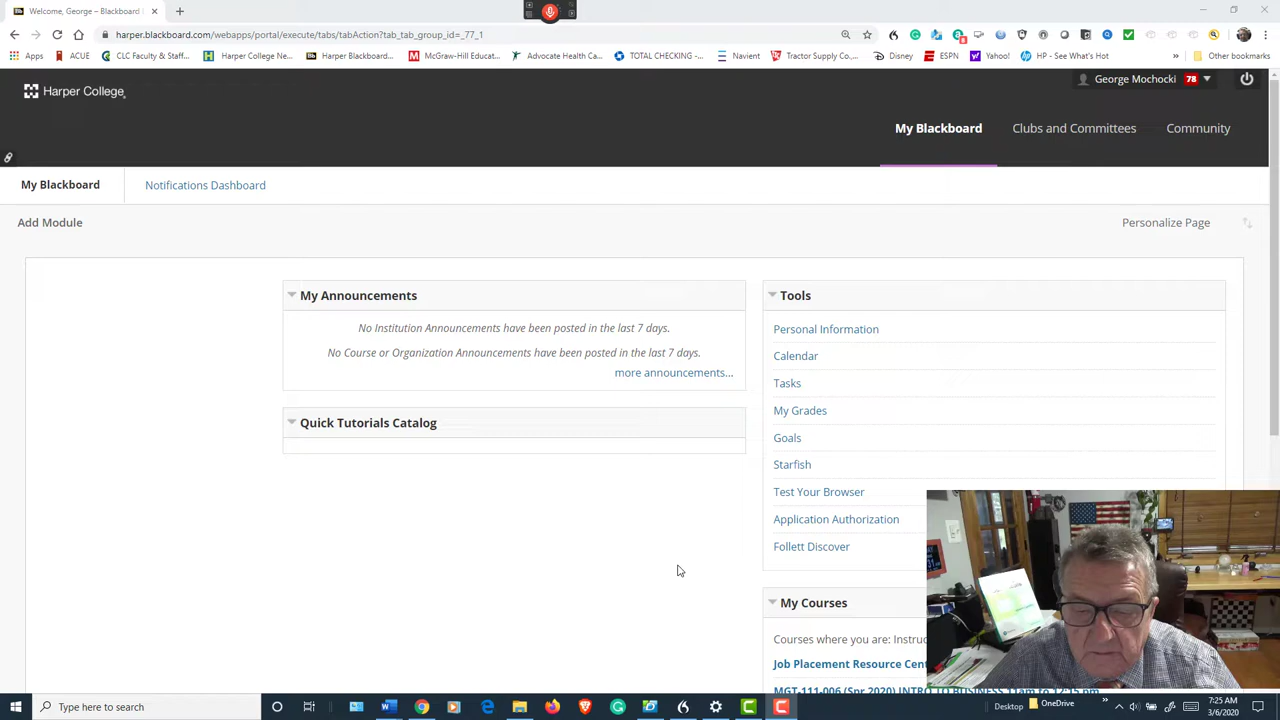 Welcome, George – Blackboard
harper.blackboard.com/webapps/portal/execute/tabs/tabAction?tab_tab_group_id=_77_1
Apps ACUE CLC Faculty & Staff... Harper College Ne... Harper Blackboard... McGraw-Hill Educat... Advocate Health Ca... TOTAL CHECKING -... Navient Tractor Supply Co.,... Disney ESPN Yahoo! HP - See What's Hot » Other bookmarks
Harper College
George Mochocki 78
My Blackboard Clubs and Committees Community
My Blackboard Notifications Dashboard
Add Module Personalize Page
My Announcements
No Institution Announcements have been posted in the last 7 days.
No Course or Organization Announcements have been posted in the last 7 days.
more announcements...
Quick Tutorials Catalog
Tools
Personal Information
Calendar
Tasks
My Grades
Goals
Starfish
Test Your Browser
Application Authorization
Follett Discover
My Courses
Courses where you are: Instruc
Job Placement Resource Cent
MGT-111-006 (Spr 2020) INTRO TO BUSINESS 11am to 12:15 pm
Type here to search
Desktop » OneDrive
7:25 AM
3/6/2020